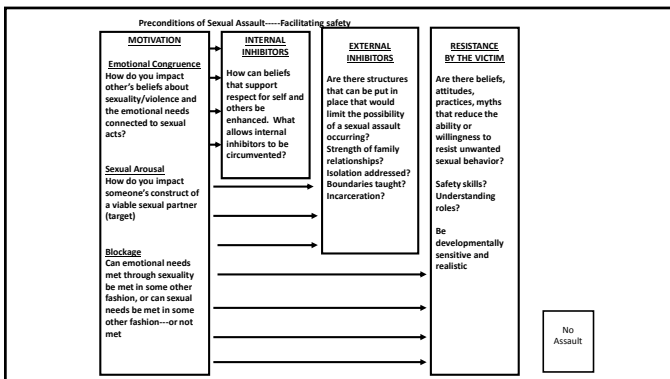 Preconditions of Sexual Assault-----Facilitating safety
MOTIVATION
Emotional Congruence
How do you impact
other's beliefs about
sexuality/violence and
the emotional needs
connected to sexual
acts?
Sexual Arousal
How do you impact
someone's construct of
a viable sexual partner
(target)
Blockage
Can emotional needs
met through sexuality
be met in some other
fashion, or can sexual
needs be met in some
other fashion---or not
met
INTERNAL
INHIBITORS
How can beliefs
that support
respect for self and
others be
enhanced. What
allows internal
inhibitors to be
circumvented?
EXTERNAL
INHIBITORS
Are there structures
that can be put in
place that would
limit the possibility
of a sexual assault
occurring?
Strength of family
relationships?
Isolation addressed?
Boundaries taught?
Incarceration?
RESISTANCE
BY THE VICTIM
Are there beliefs,
attitudes,
practices, myths
that reduce the
ability or
willingness to
resist unwanted
sexual behavior?
Safety skills?
Understanding
roles?
Be
developmentally
sensitive and
realistic
No
Assault